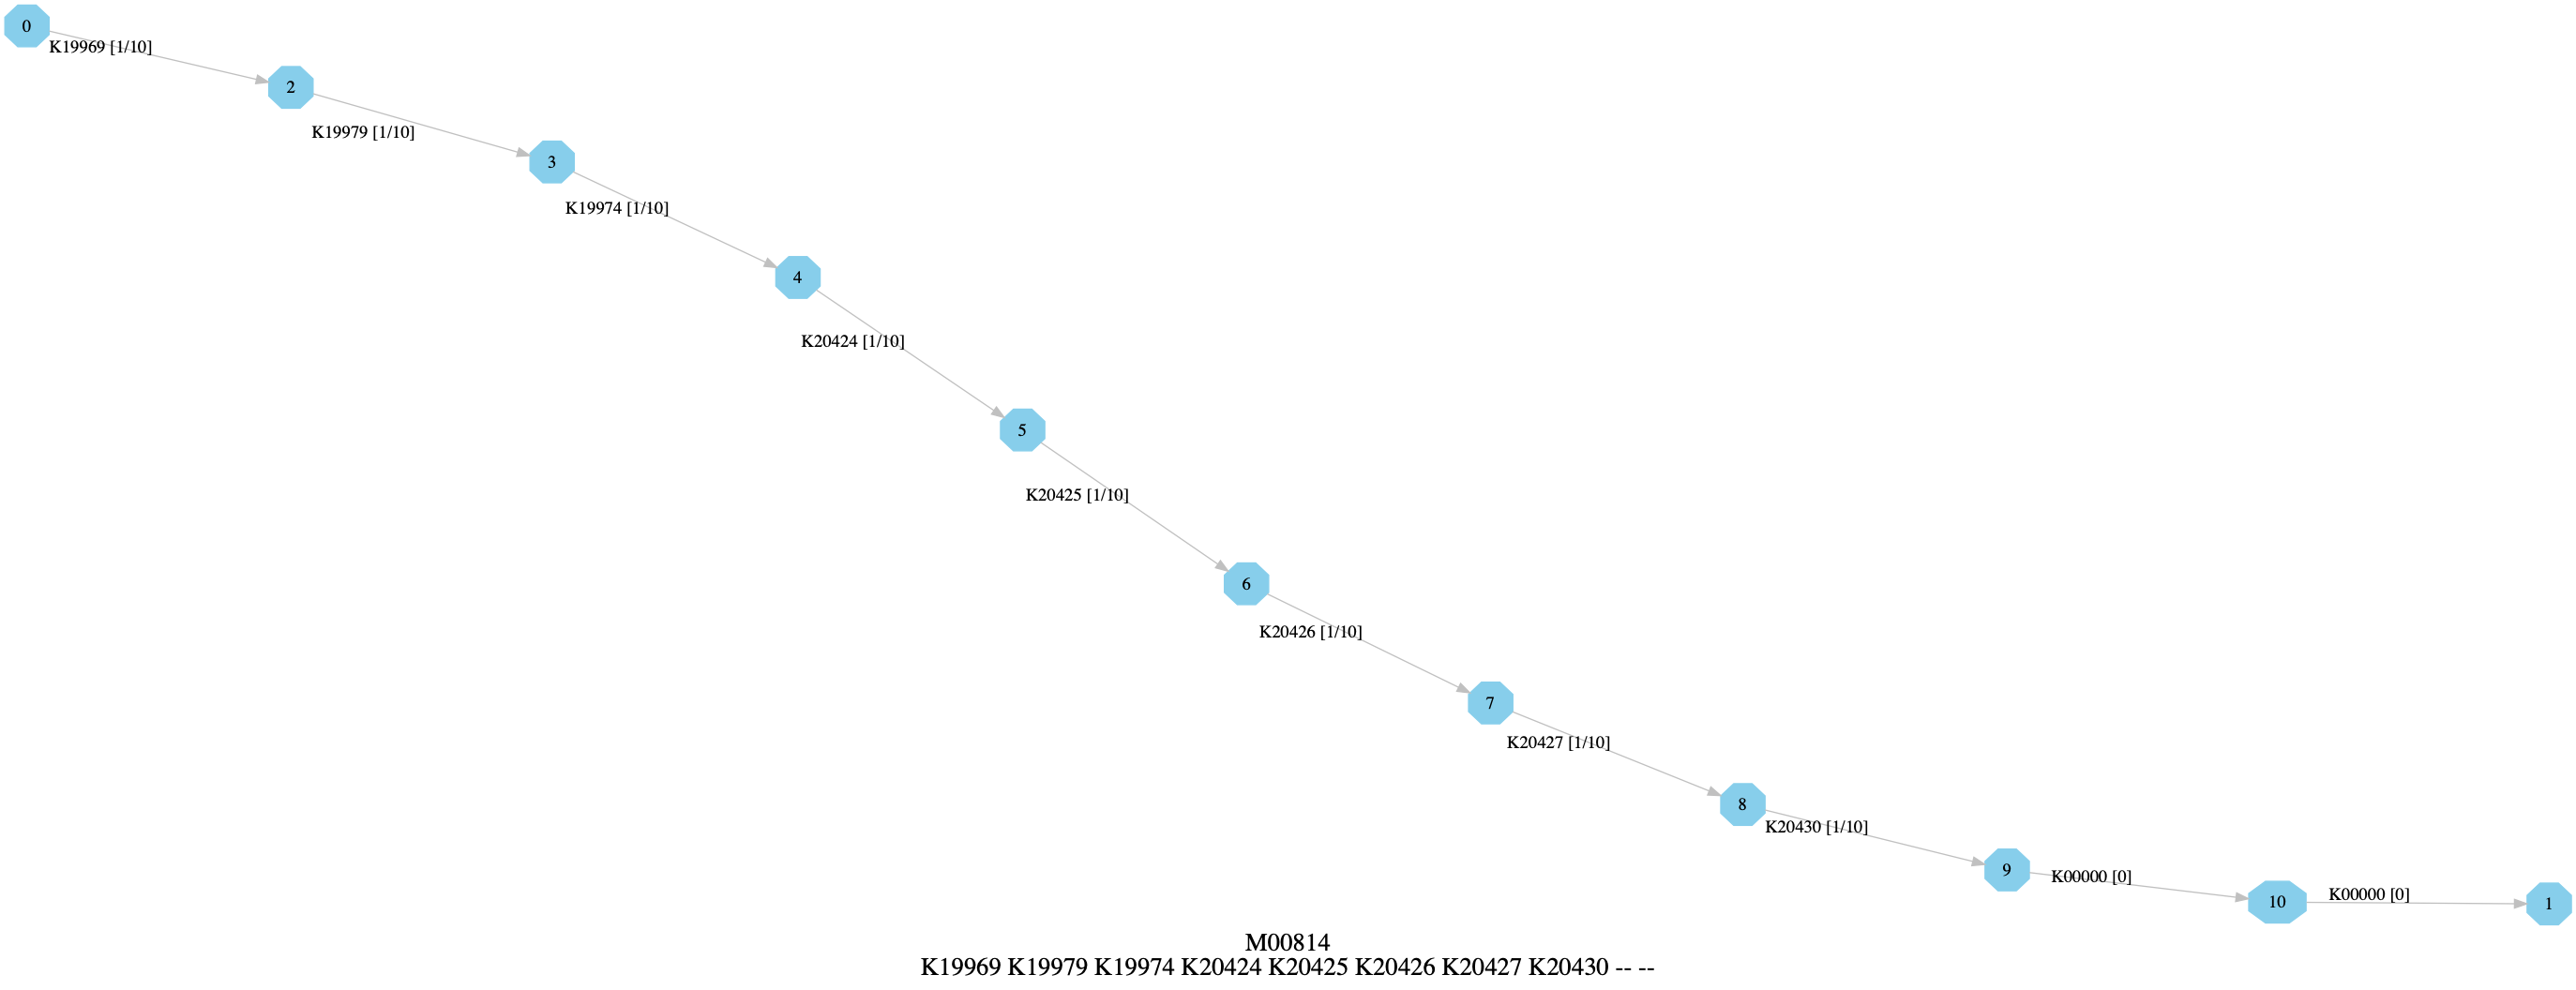 0
K19969 [1/10]
2
K19979 [1/10]
3
K19974 [1/10]
4
K20424 [1/10]
5
K20425 [1/10]
6
K20426 [1/10]
7
K20427 [1/10]
8
K20430 [1/10]
9
K00000 [0]
10
K00000 [0]
1
M00814
K19969 K19979 K19974 K20424 K20425 K20426 K20427 K20430 -- --